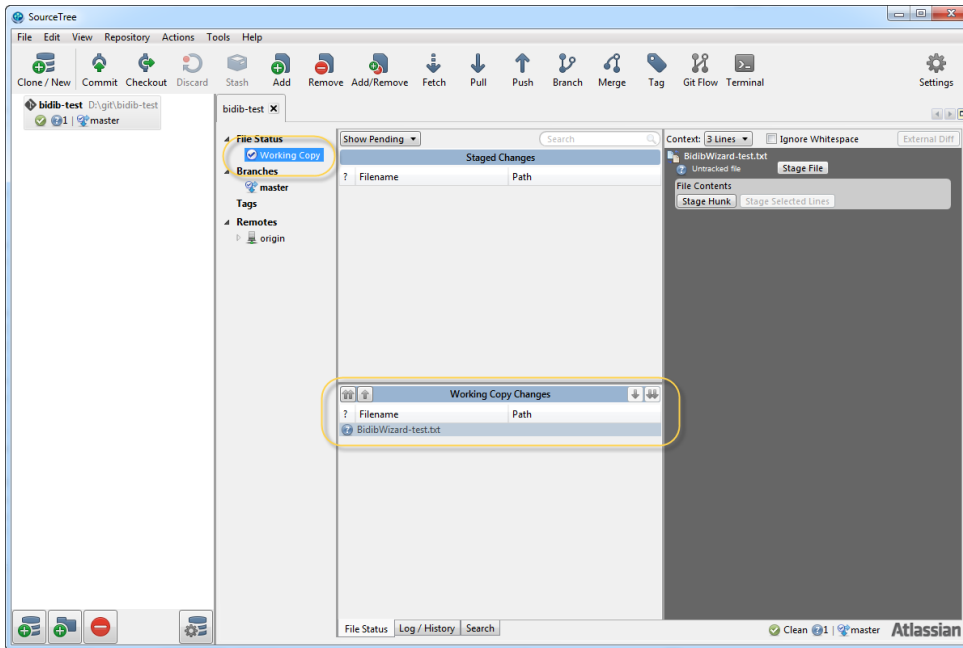 SourceTree
File Edit View Repository Actions Tools Help
Clone / New Commit Checkout Discard Stash Add Remove Add/Remove Fetch Pull Push Branch Merge Tag Git Flow Terminal Settings
bidib-test D:\git\bidib-test
1 | master
bidib-test
File Status
Working Copy
Branches
master
Tags
Remotes
origin
Show Pending Search
Staged Changes
? Filename Path
Working Copy Changes
? Filename Path
BidibWizard-test.txt
Context: 3 Lines Ignore Whitespace External Diff
BidibWizard-test.txt
Untracked file Stage File
File Contents
Stage Hunk Stage Selected Lines
File Status Log / History Search
Clean 1 | master Atlassian